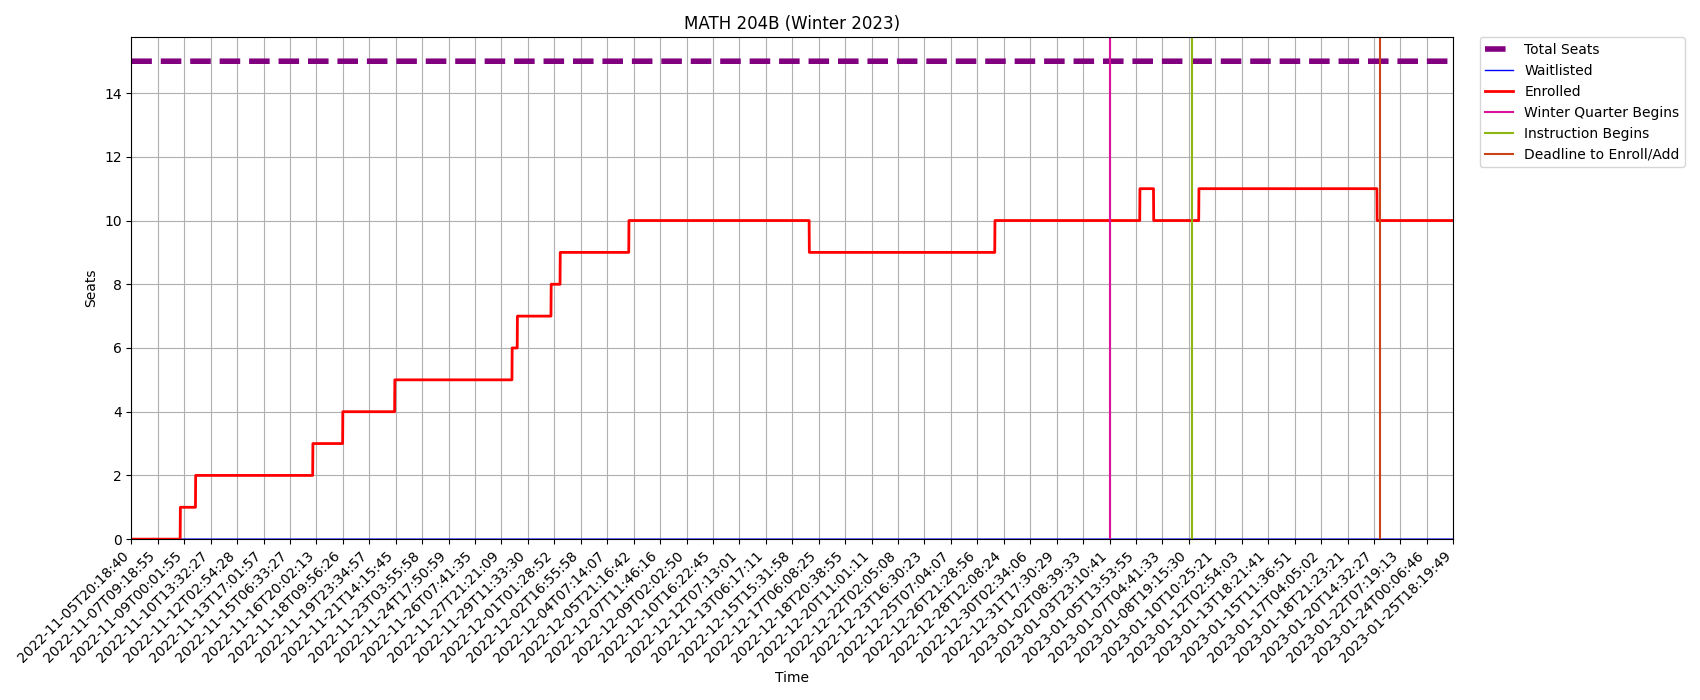 MATH 204B (Winter 2023)
Total Seats
Waitlisted
Enrolled
Winter Quarter Begins
Instruction Begins
Deadline to Enroll/Add
Seats
14
12
10
8
6
4
2
0
2022-11-05T20:18:40
2022-11-07T09:18:55
2022-11-09T00:01:55
2022-11-10T13:32:27
2022-11-12T02:54:28
2022-11-13T17:01:57
2022-11-15T06:33:27
2022-11-16T20:02:13
2022-11-18T09:56:26
2022-11-19T23:34:57
2022-11-21T14:15:45
2022-11-23T03:55:58
2022-11-24T17:50:59
2022-11-26T07:41:35
2022-11-27T21:21:09
2022-11-29T11:33:30
2022-12-01T01:28:52
2022-12-02T16:55:58
2022-12-04T07:14:07
2022-12-05T21:16:42
2022-12-07T11:46:16
2022-12-09T02:02:50
2022-12-10T16:22:45
2022-12-12T07:13:01
2022-12-13T06:17:11
2022-12-15T15:31:58
2022-12-17T06:08:25
2022-12-18T20:38:55
2022-12-20T11:01:11
2022-12-22T02:05:08
2022-12-23T16:30:23
2022-12-25T07:04:07
2022-12-26T21:28:56
2022-12-28T12:08:24
2022-12-30T02:34:06
2022-12-31T17:30:29
2023-01-02T08:39:33
2023-01-03T23:10:41
2023-01-05T13:53:55
2023-01-07T04:41:33
2023-01-08T19:15:30
2023-01-10T10:25:21
2023-01-12T02:54:03
2023-01-13T18:21:41
2023-01-15T11:36:51
2023-01-17T04:05:02
2023-01-18T21:23:21
2023-01-20T14:32:27
2023-01-22T07:19:13
2023-01-24T00:06:46
2023-01-25T18:19:49
Time